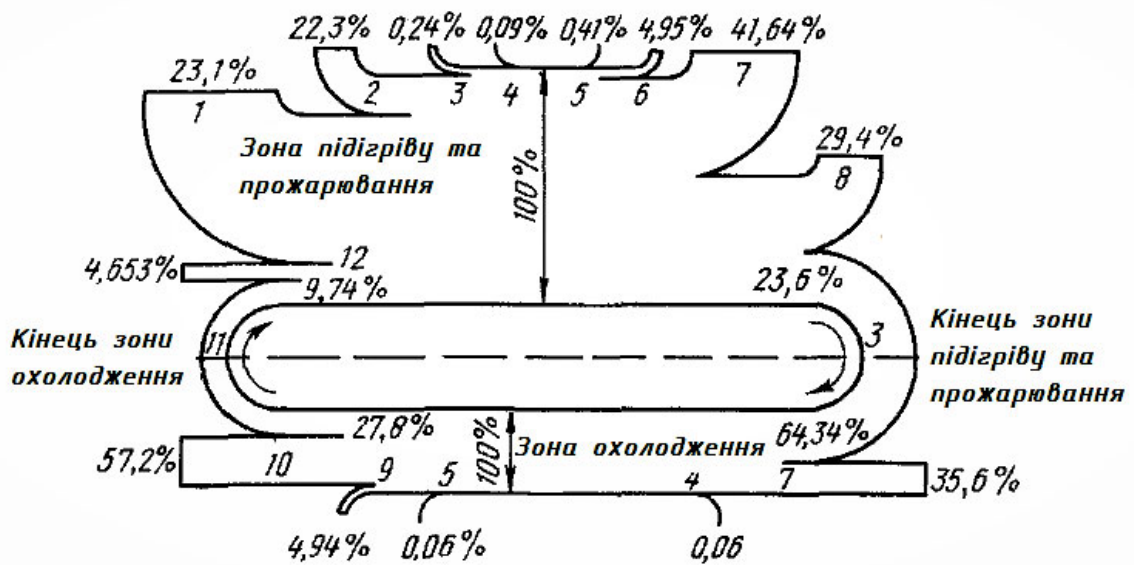 22,3% 0,24% 0,09% 0,41% 4,95% 41,64%
23,1%
1 2 3 4 5 6 7
29,4%
8
Зона підігріву та
прожарювання
100%
12
4,653%
9,74% 23,6%
Кінець зони
охолодження
11
3
Кінець зони
підігріву та
прожарювання
27,8% 100% Зона охолодження 64,34%
57,2% 10 9 5 4 7 35,6%
4,94% 0,06% 0,06